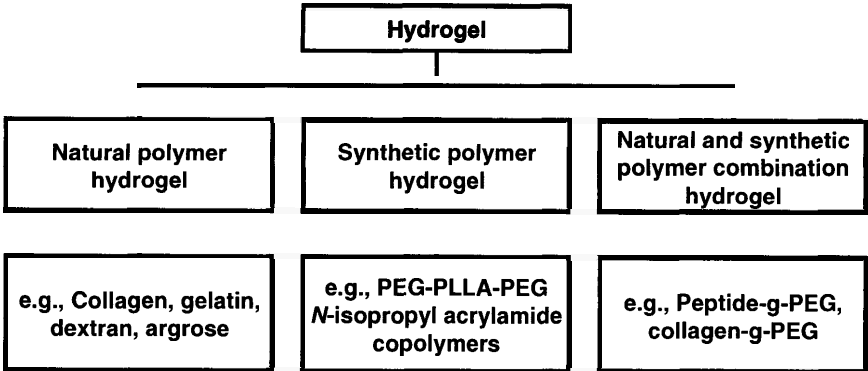 Hydrogel
Natural polymer
hydrogel
Synthetic polymer
hydrogel
Natural and synthetic
polymer combination
hydrogel
e.g., Collagen, gelatin,
dextran, argrose
e.g., PEG-PLLA-PEG
N-isopropyl acrylamide
copolymers
e.g., Peptide-g-PEG,
collagen-g-PEG